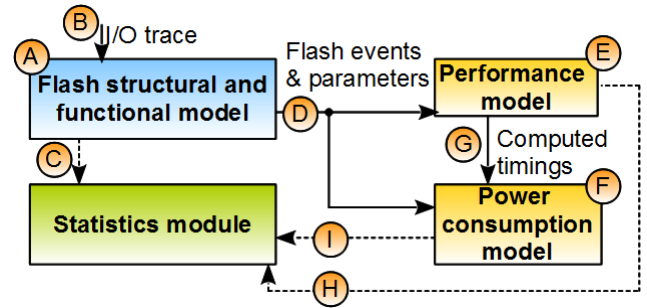 B
I/O trace
A
Flash structural and
functional model
Flash events
& parameters
D
E
Performance
model
C
G
Computed
timings
F
Statistics module
Power
consumption
model
I
H